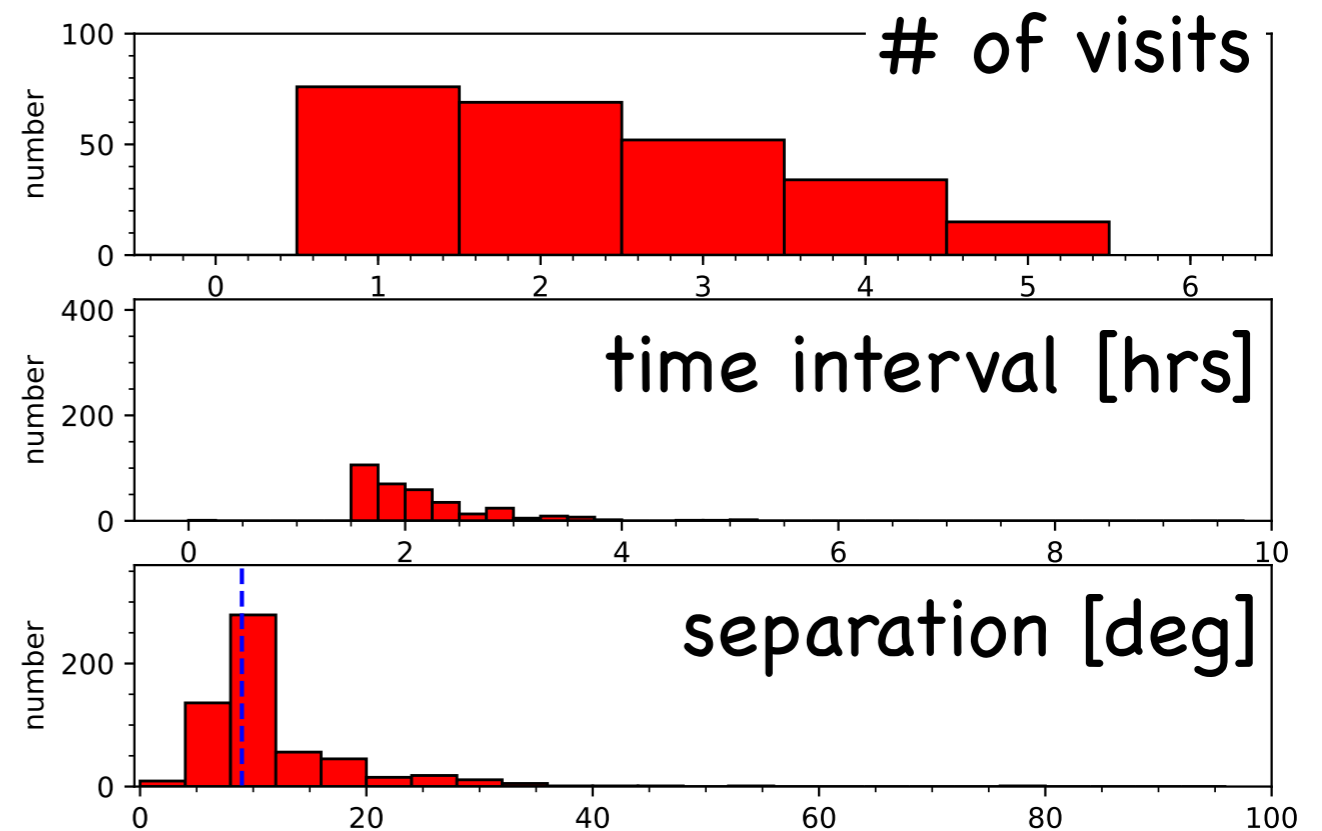 # of visits
100
50
0
number
0 1 2 3 4 5 6
time interval [hrs]
400
200
0
number
0 2 4 6 8 10
separation [deg]
200
0
number
0 20 40 60 80 100